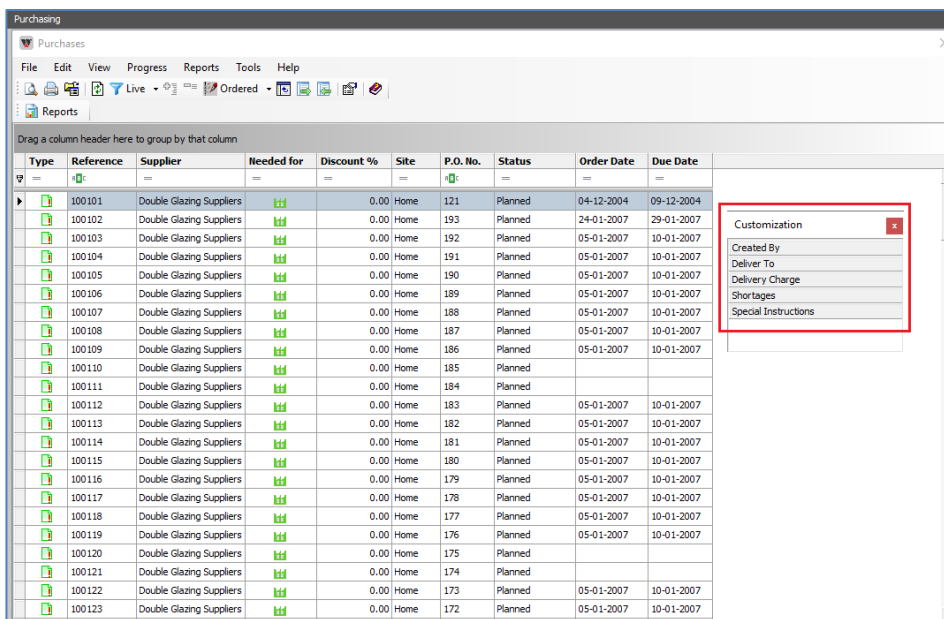 Purchasing
Purchases
File Edit View Progress Reports Tools Help
Live Ordered
Reports
Drag a column header here to group by that column
Type Reference Supplier Needed for Discount % Site P.O. No. Status Order Date Due Date
= = = = = = = =
100101 Double Glazing Suppliers 0.00 Home 121 Planned 04-12-2004 09-12-2004
100102 Double Glazing Suppliers 0.00 Home 193 Planned 24-01-2007 29-01-2007
100103 Double Glazing Suppliers 0.00 Home 192 Planned 05-01-2007 10-01-2007
100104 Double Glazing Suppliers 0.00 Home 191 Planned 05-01-2007 10-01-2007
100105 Double Glazing Suppliers 0.00 Home 190 Planned 05-01-2007 10-01-2007
100106 Double Glazing Suppliers 0.00 Home 189 Planned 05-01-2007 10-01-2007
100107 Double Glazing Suppliers 0.00 Home 188 Planned 05-01-2007 10-01-2007
100108 Double Glazing Suppliers 0.00 Home 187 Planned 05-01-2007 10-01-2007
100109 Double Glazing Suppliers 0.00 Home 186 Planned 05-01-2007 10-01-2007
100110 Double Glazing Suppliers 0.00 Home 185 Planned
100111 Double Glazing Suppliers 0.00 Home 184 Planned
100112 Double Glazing Suppliers 0.00 Home 183 Planned 05-01-2007 10-01-2007
100113 Double Glazing Suppliers 0.00 Home 182 Planned 05-01-2007 10-01-2007
100114 Double Glazing Suppliers 0.00 Home 181 Planned 05-01-2007 10-01-2007
100115 Double Glazing Suppliers 0.00 Home 180 Planned 05-01-2007 10-01-2007
100116 Double Glazing Suppliers 0.00 Home 179 Planned 05-01-2007 10-01-2007
100117 Double Glazing Suppliers 0.00 Home 178 Planned 05-01-2007 10-01-2007
100118 Double Glazing Suppliers 0.00 Home 177 Planned 05-01-2007 10-01-2007
100119 Double Glazing Suppliers 0.00 Home 176 Planned 05-01-2007 10-01-2007
100120 Double Glazing Suppliers 0.00 Home 175 Planned
100121 Double Glazing Suppliers 0.00 Home 174 Planned
100122 Double Glazing Suppliers 0.00 Home 173 Planned 05-01-2007 10-01-2007
100123 Double Glazing Suppliers 0.00 Home 172 Planned 05-01-2007 10-01-2007
Customization
Created By
Deliver To
Delivery Charge
Shortages
Special Instructions